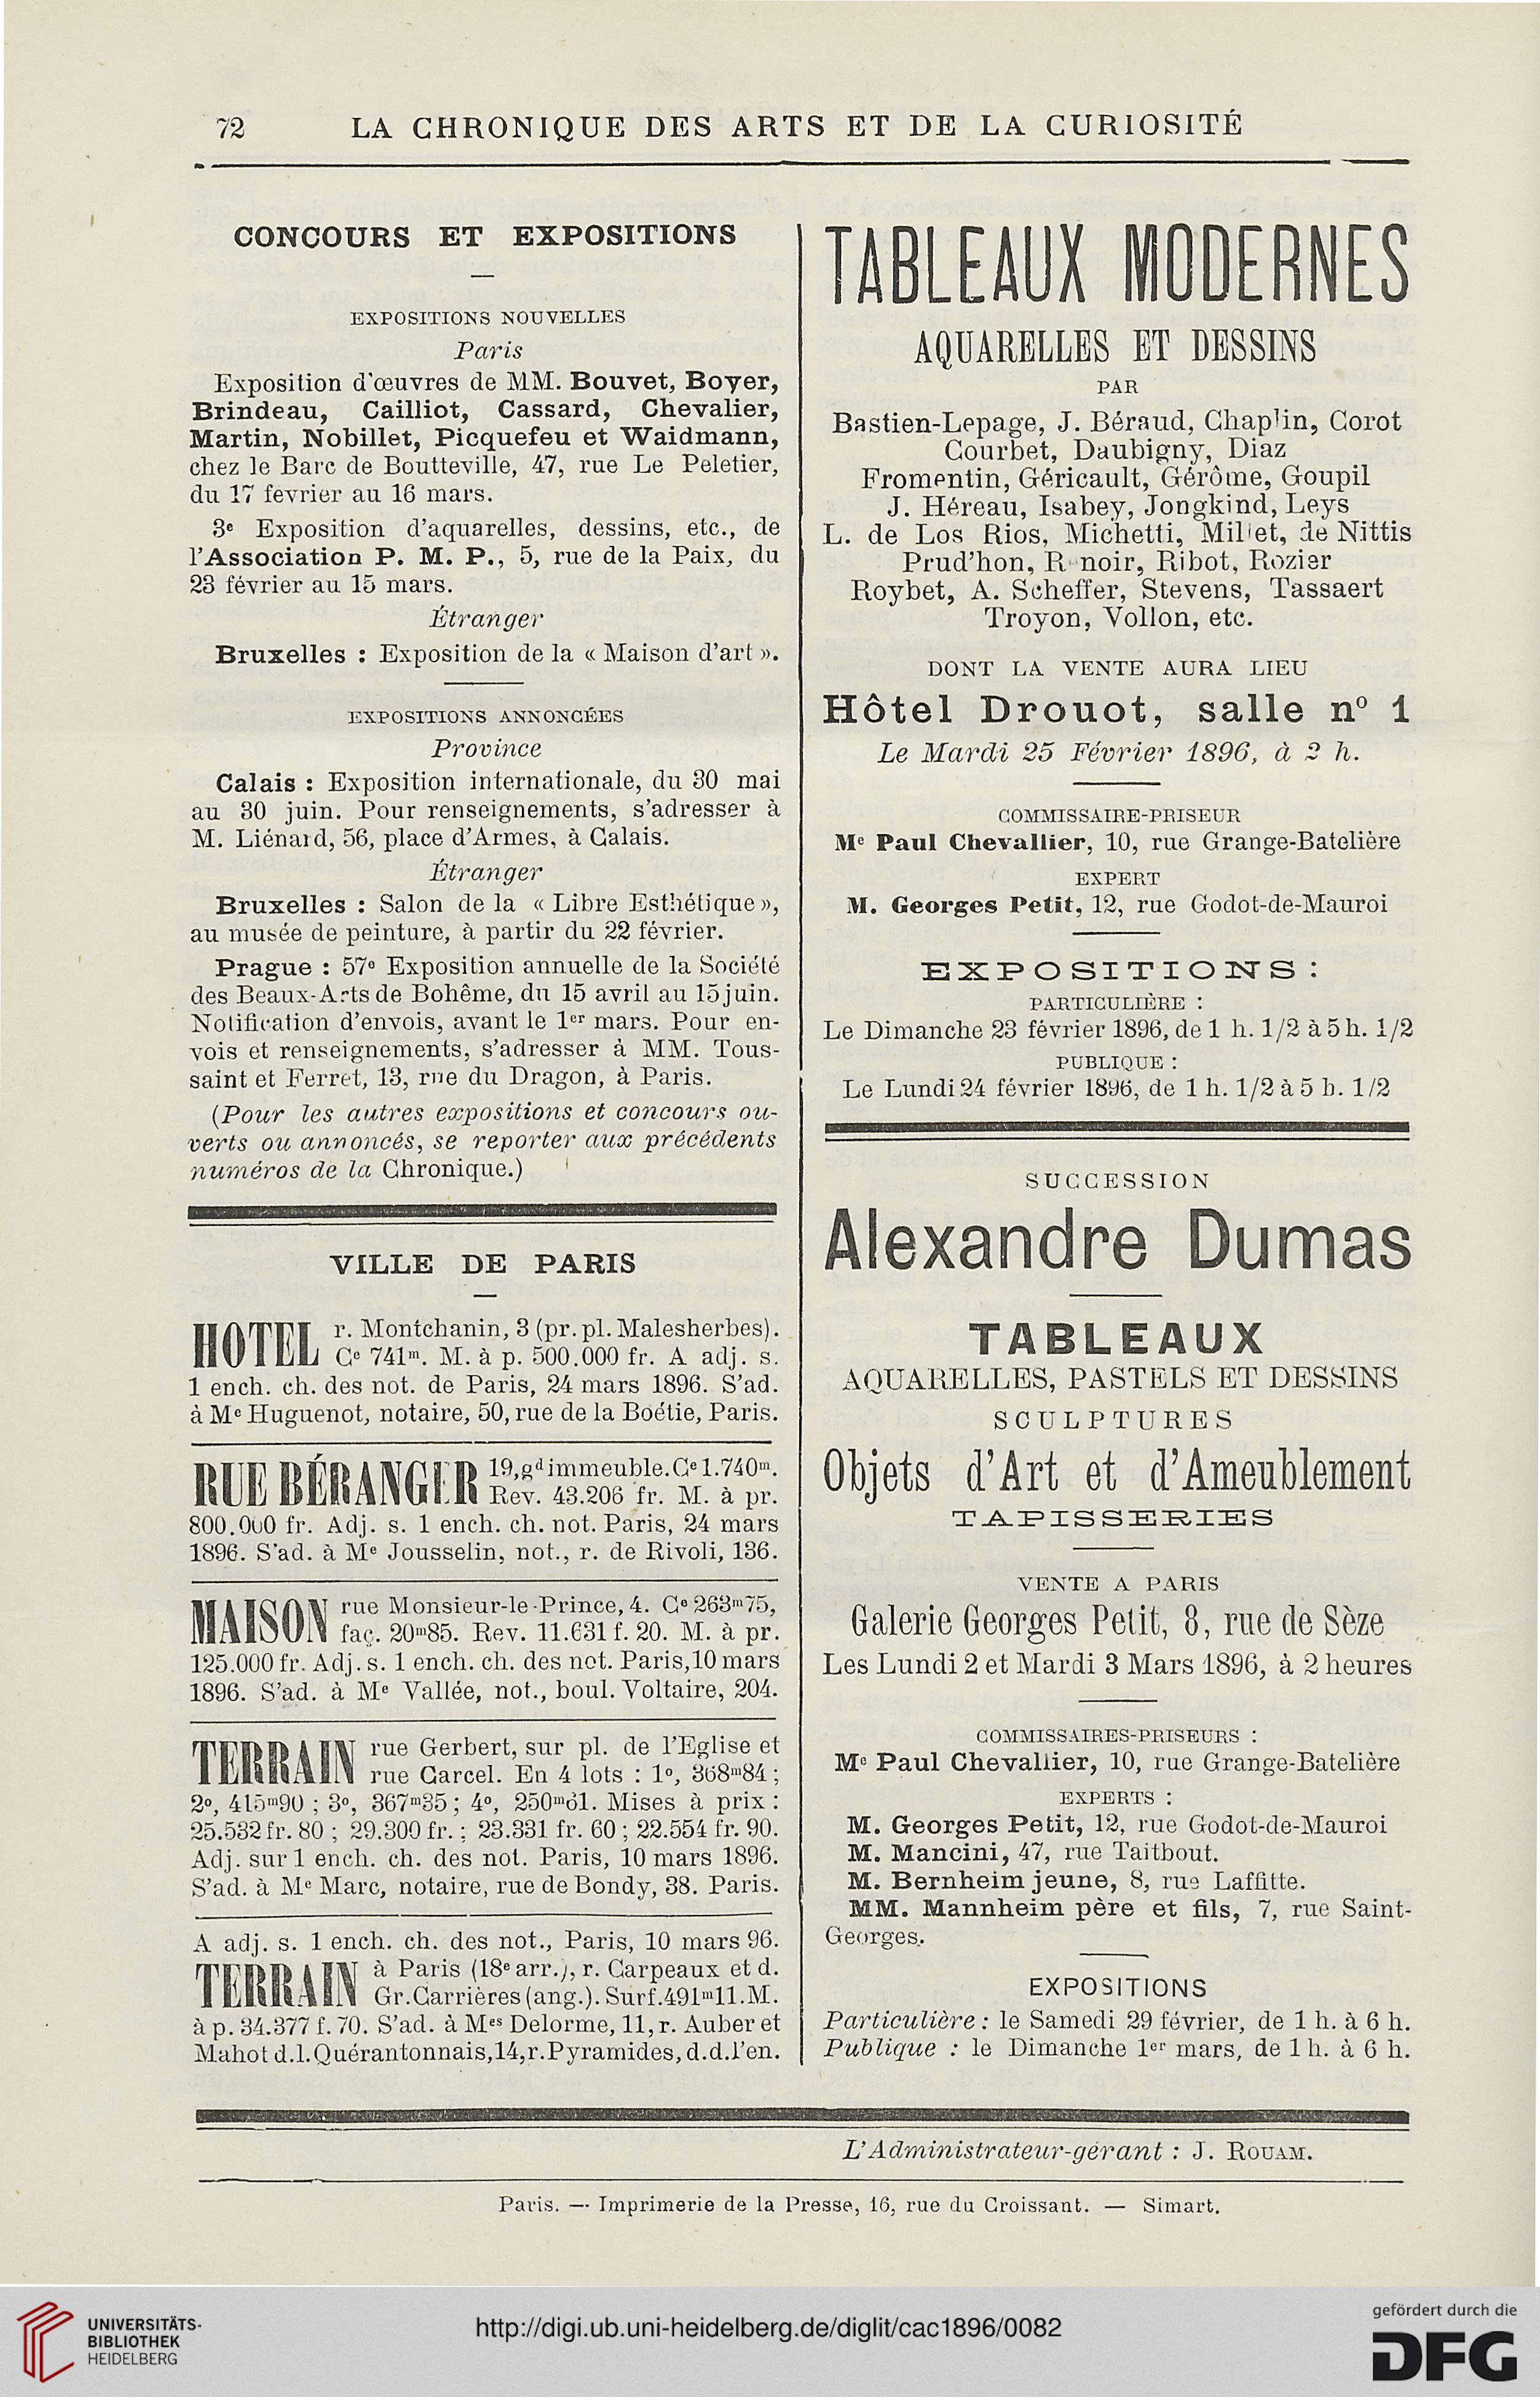 72 LA CHRONIQUE DES ARTS ET DE LA CURIOSITÉ
CONCOURS ET EXPOSITIONS
EXPOSITIONS NOUVELLES
Paris
Exposition d'œuvres de MM. Bouvet, Boyer,
Brindeau, Cailliot, Cassard, Chevalier,
Martin, Nobillet, Picquefeu et Waidmann,
chez le Barc de Boutteville, 47, rue Le Peletier,
du 17 fevrier au 16 mars.
3e Exposition d'aquarelles, dessins, etc., de
l'Association P. M. P., 5, rue de la Paix, du
23 février au 15 mars.
Étranger
Bruxelles : Exposition de la « Maison d'art ».
EXPOSITIONS ANNONCÉES
Province
Calais : Exposition internationale, du 30 mai
au 30 juin. Pour renseignements, s'adresser à
M. Liénard, 56, place d'Armes, à Calais.
Étranger
Bruxelles : Salon de la « Libre Esthétique »,
au musée de peinture, à partir du 22 février.
Prague : 57e Exposition annuelle de la Société
des Beaux-Arts de Bohême, du 15 avril au 15 juin.
Notification d'envois, avant le 1er mars. Pour en-
vois et renseignements, s'adresser à MM. Tous-
saint et Ferret, 13, rue du Dragon, à Paris.
(Pour les autres expositions et concours ou-
verts ou annoncés, se reporter aux précédents
numéros de la Chronique.)
VILLE DE PARIS
HOTEL r. Montchanin, 3 (pr. pl. Malesherbes).
Ce 741m. M. à p. 500.000 fr. A adj. s.
1 ench. ch. des not. de Paris, 24 mars 1896. S'ad.
à Me Huguenot, notaire, 50, rue de la Boétie, Paris.
RUE BÉRANGER 19, gd immeuble. Ce 1.740m.
Rev. 43.206 fr. M. à pr.
800.000 fr. Adj. s. 1 ench. ch. not. Paris, 24 mars
1896. S'ad. à Me Jousselin, not., r. de Rivoli, 136.
MAISON rue Monsieur-le-Prince, 4. Ce 263m75,
faç. 20m85. Rev. 11.631 f. 20. M. à pr.
125.000 fr. Adj. s. 1 ench. ch. des not. Paris, 10 mars
1896. S'ad. à Me Vallée, not., boul. Voltaire, 204.
TERRAIN rue Gerbert, sur pl. de l'Eglise et
rue Carcel. En 4 lots : 1o, 368m84 ;
2o, 415m90 ; 3o, 367m35 ; 4o, 250m61. Mises à prix :
25.532 fr. 80 ; 29.300 fr. ; 23.331 fr. 60 ; 22.554 fr. 90.
Adj. sur 1 ench. ch. des not. Paris, 10 mars 1896.
S'ad. à Me Marc, notaire, rue de Bondy, 38. Paris.
A adj. s. 1 ench. ch. des not., Paris, 10 mars 96.
TERRAIN à Paris (18e arr.), r. Carpeaux et d.
Gr. Carrières (ang.). Surf. 491m11. M.
à p. 34.377 f. 70. S'ad. à Mes Delorme, 11, r. Auber et
Mahot d. l. Quérantonnais, 14, r. Pyramides, d. d. l'en.
TABLEAUX MODERNES
AQUARELLES ET DESSINS
PAR
Bastien-Lepage, J. Béraud, Chaplin, Corot
Courbet, Daubigny, Diaz
Fromentin, Géricault, Gérôme, Goupil
J. Héreau, Isabey, Jongkind, Leys
L. de Los Rios, Michetti, Millet, de Nittis
Prud'hon, Renoir, Ribot, Rozier
Roybet, A. Scheffer, Stevens, Tassaert
Troyon, Vollon, etc.
DONT LA VENTE AURA LIEU
Hôtel Drouot, salle no 1
Le Mardi 25 Février 1896, à 2 h.
COMMISSAIRE-PRISEUR
Me Paul Chevallier, 10, rue Grange-Batelière
EXPERT
M. Georges Petit, 12, rue Godot-de-Mauroi
EXPOSITIONS :
PARTICULIÈRE :
Le Dimanche 23 février 1896, de 1 h. 1/2 à 5 h. 1/2
PUBLIQUE :
Le Lundi 24 février 1896, de 1 h. 1/2 à 5 h. 1/2
SUCCESSION
Alexandre Dumas
TABLEAUX
AQUARELLES, PASTELS ET DESSINS
SCULPTURES
Objets d'Art et d'Ameublement
TAPISSERIES
VENTE A PARIS
Galerie Georges Petit, 8, rue de Sèze
Les Lundi 2 et Mardi 3 Mars 1896, à 2 heures
COMMISSAIRES-PRISEURS :
Me Paul Chevallier, 10, rue Grange-Batelière
EXPERTS :
M. Georges Petit, 12, rue Godot-de-Mauroi
M. Mancini, 47, rue Taitbout.
M. Bernheim jeune, 8, rue Laffitte.
MM. Mannheim père et fils, 7, rue Saint-
Georges.
EXPOSITIONS
Particulière : le Samedi 29 février, de 1 h. à 6 h.
Publique : le Dimanche 1er mars, de 1 h. à 6 h.
L'Administrateur-gérant : J. ROUAM.
Paris. — Imprimerie de la Presse, 16, rue du Croissant. — Simart.
UNIVERSITÄTS-
BIBLIOTHEK
HEIDELBERG
http://digi.ub.uni-heidelberg.de/diglit/cac1896/0082
gefördert durch die
DFG